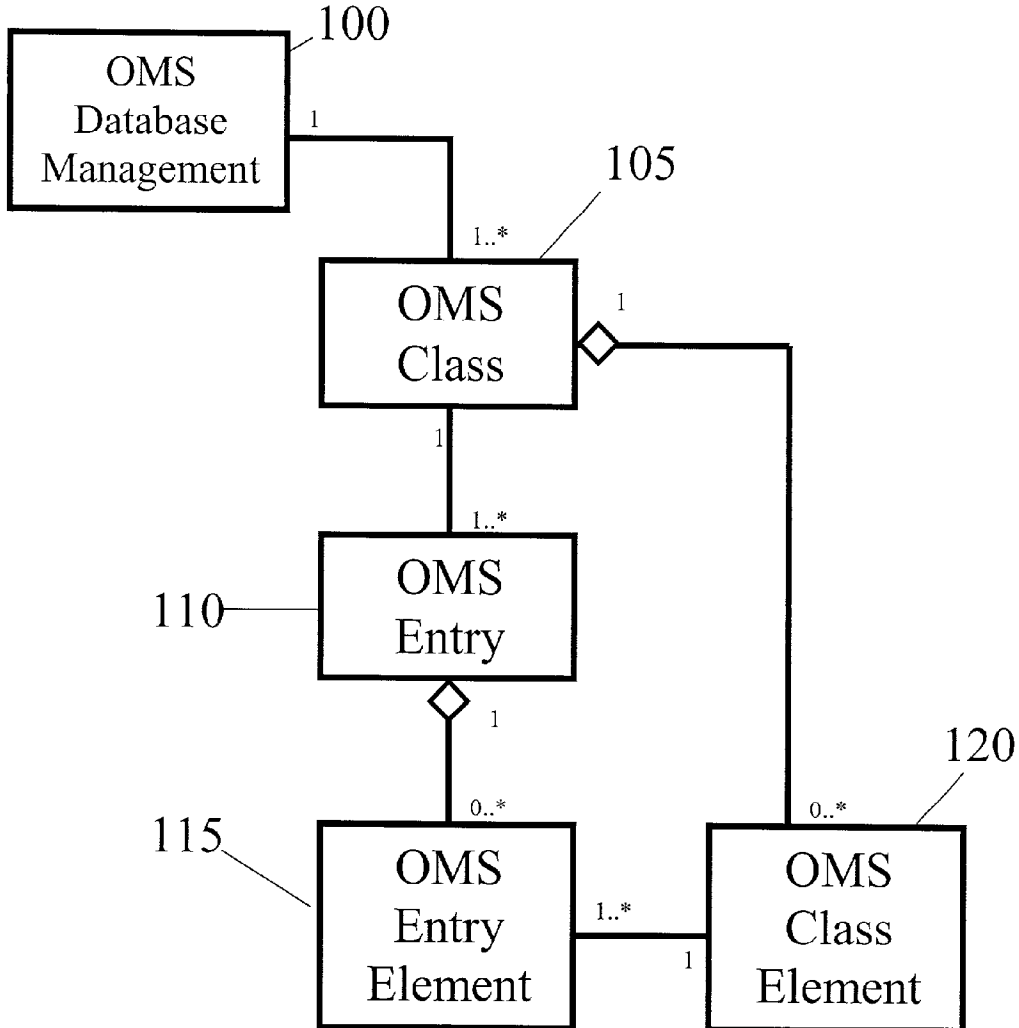 100
OMS
Database
Management
1
105
1..*
OMS
Class
1
1
1..*
110
OMS
Entry
1
120
0..*
0..*
115
OMS
Entry
Element
1..*
1
OMS
Class
Element